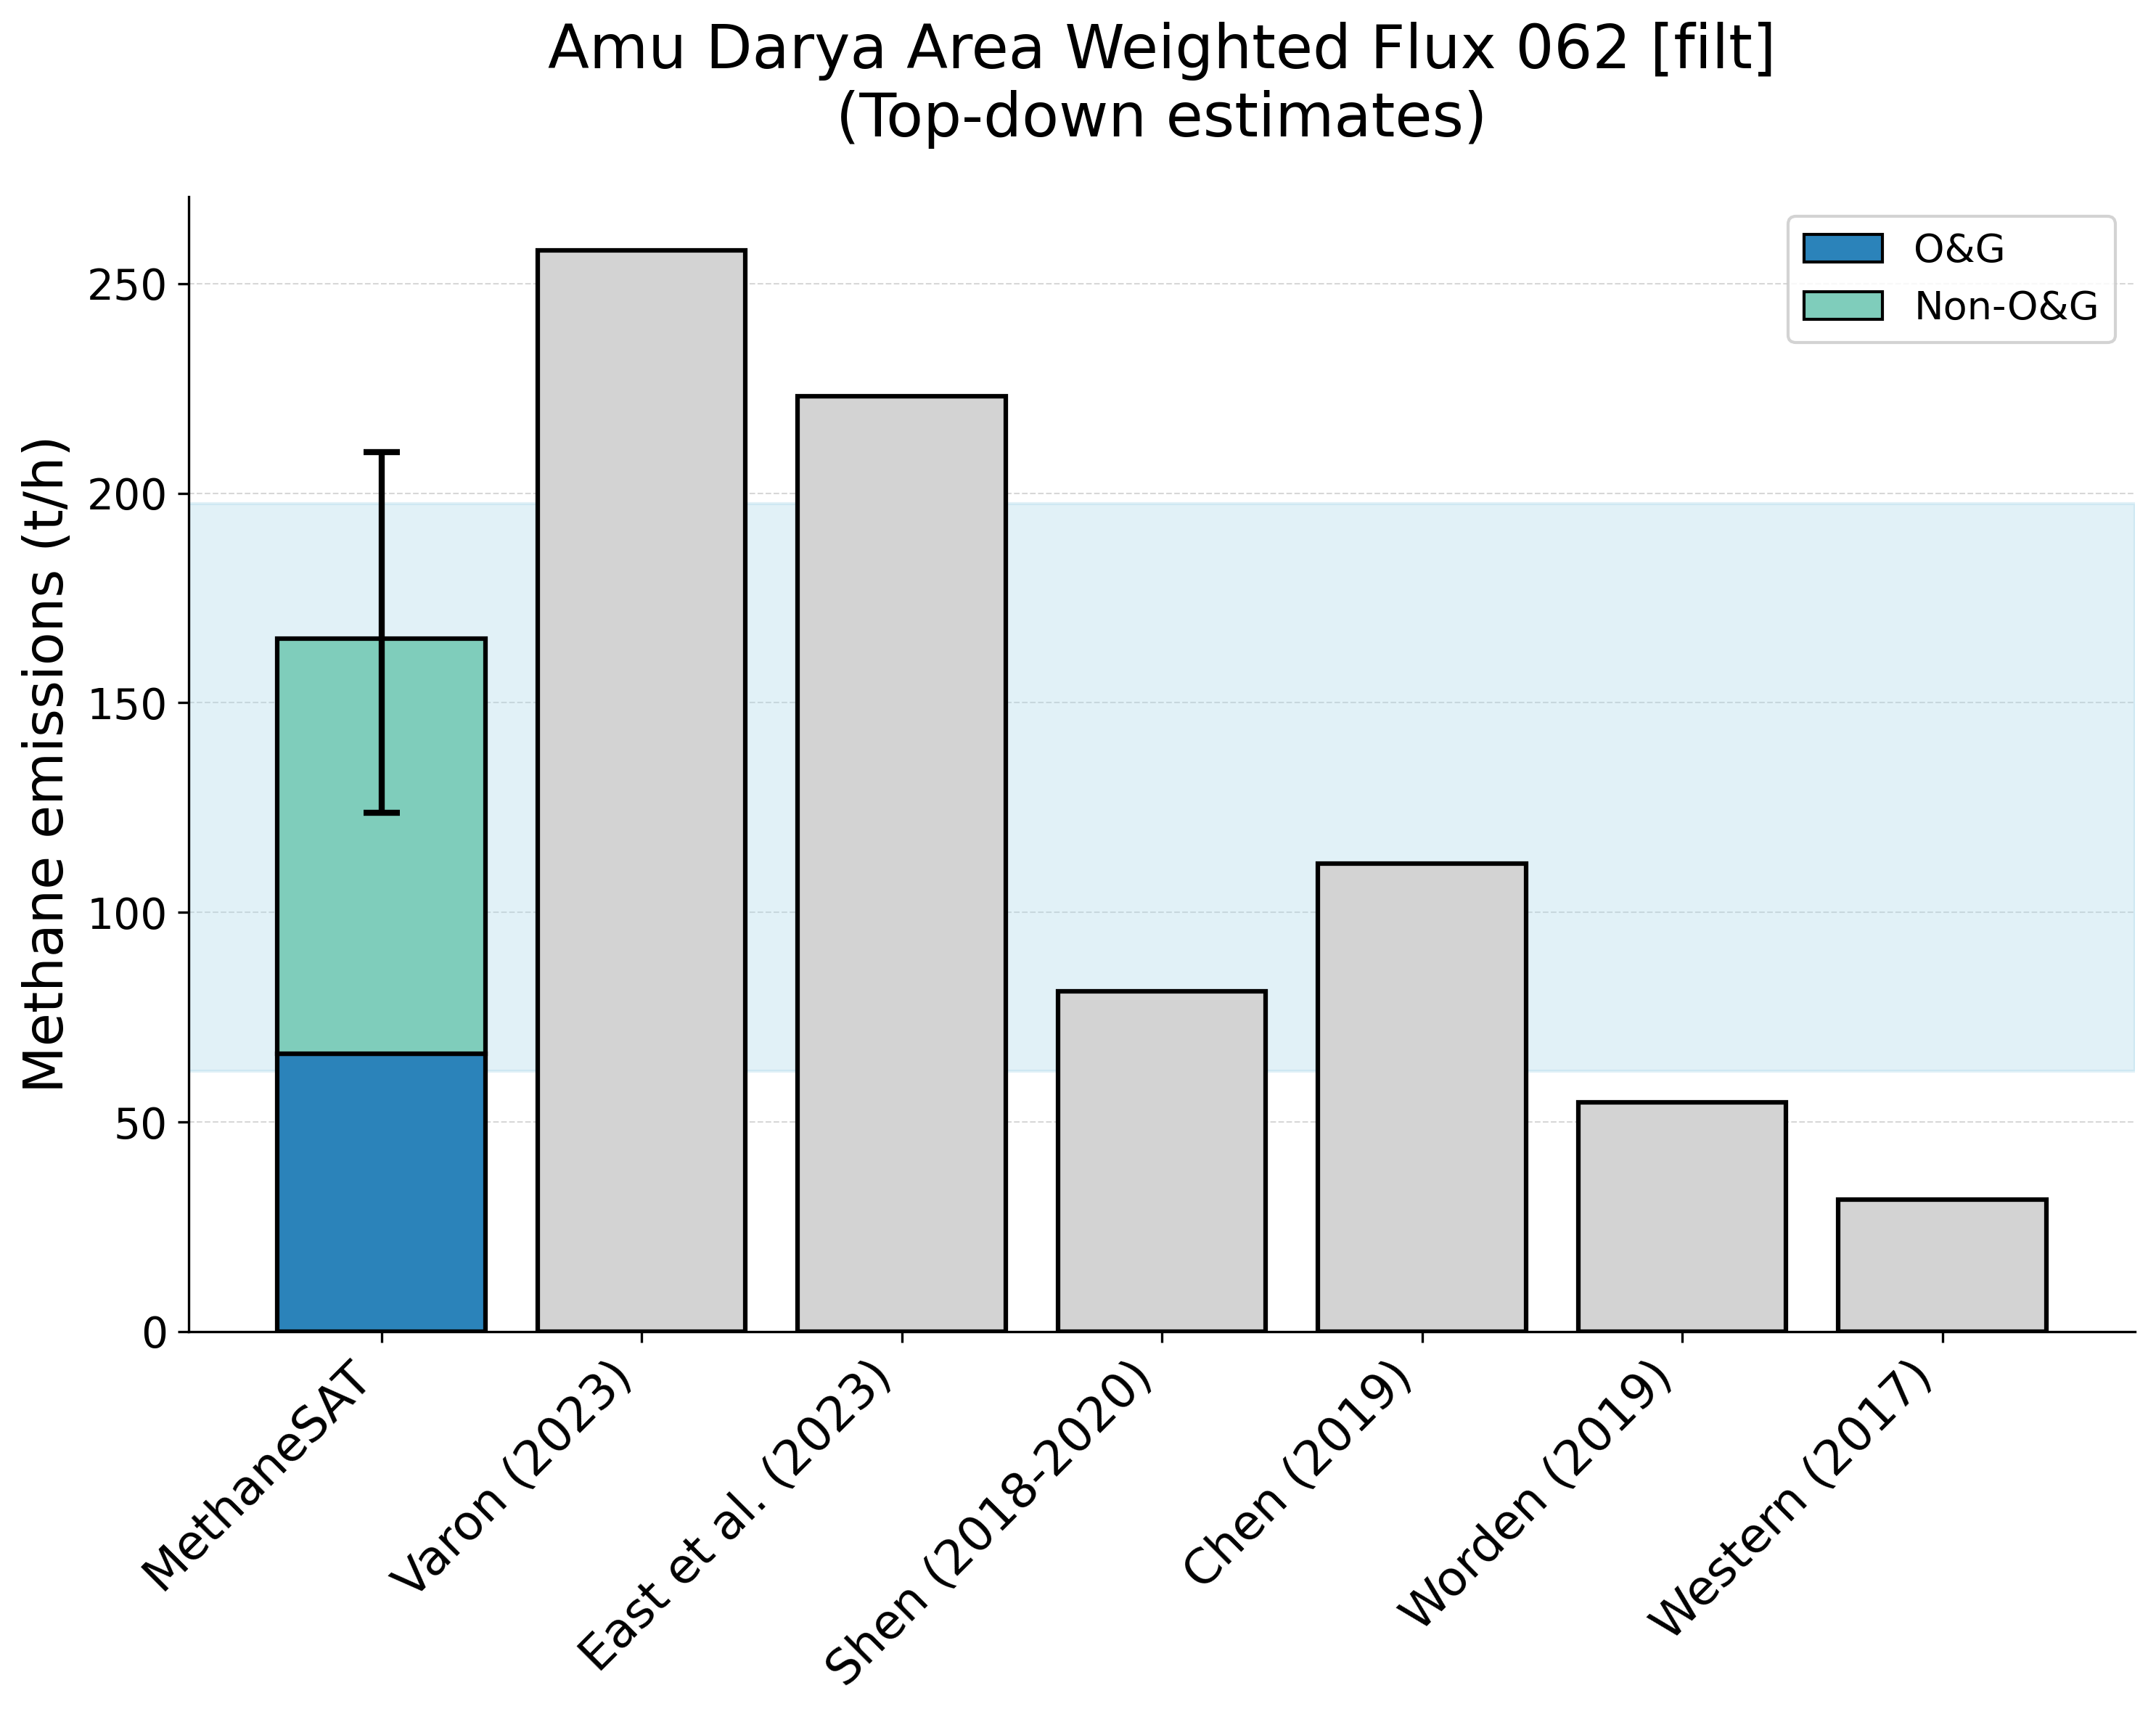 Amu Darya Area Weighted Flux 062 [filt]
(Top-down estimates)
O&G
Non-O&G
Methane emissions (t/h)
250
200
150
100
50
0
MethaneSAT
Varon (2023)
East et al. (2023)
Shen (2018-2020)
Chen (2019)
Worden (2019)
Western (2017)